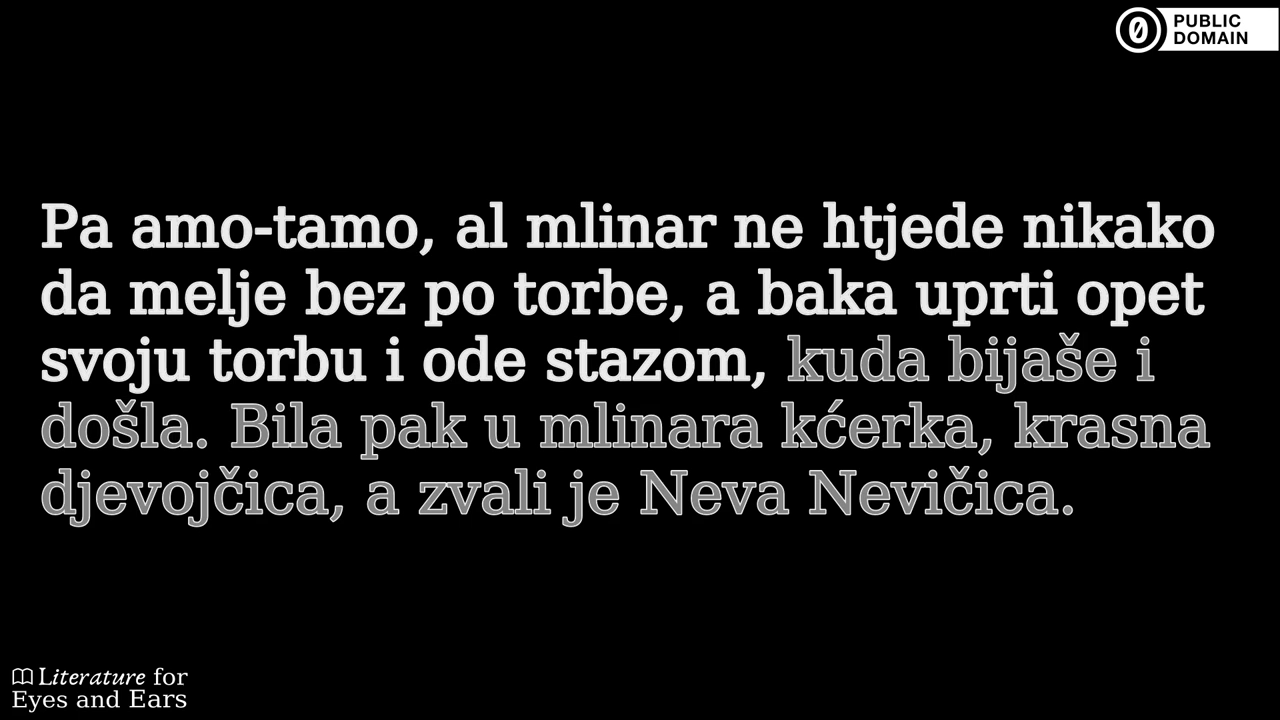 PUBLIC
DOMAIN
Pa amo-tamo, al mlinar ne htjede nikako
da melje bez po torbe, a baka uprti opet
svoju torbu i ode stazom, kuda bijaše i
došla. Bila pak u mlinara kćerka, krasna
djevojčica, a zvali je Neva Nevičica.
Literature for
Eyes and Ears